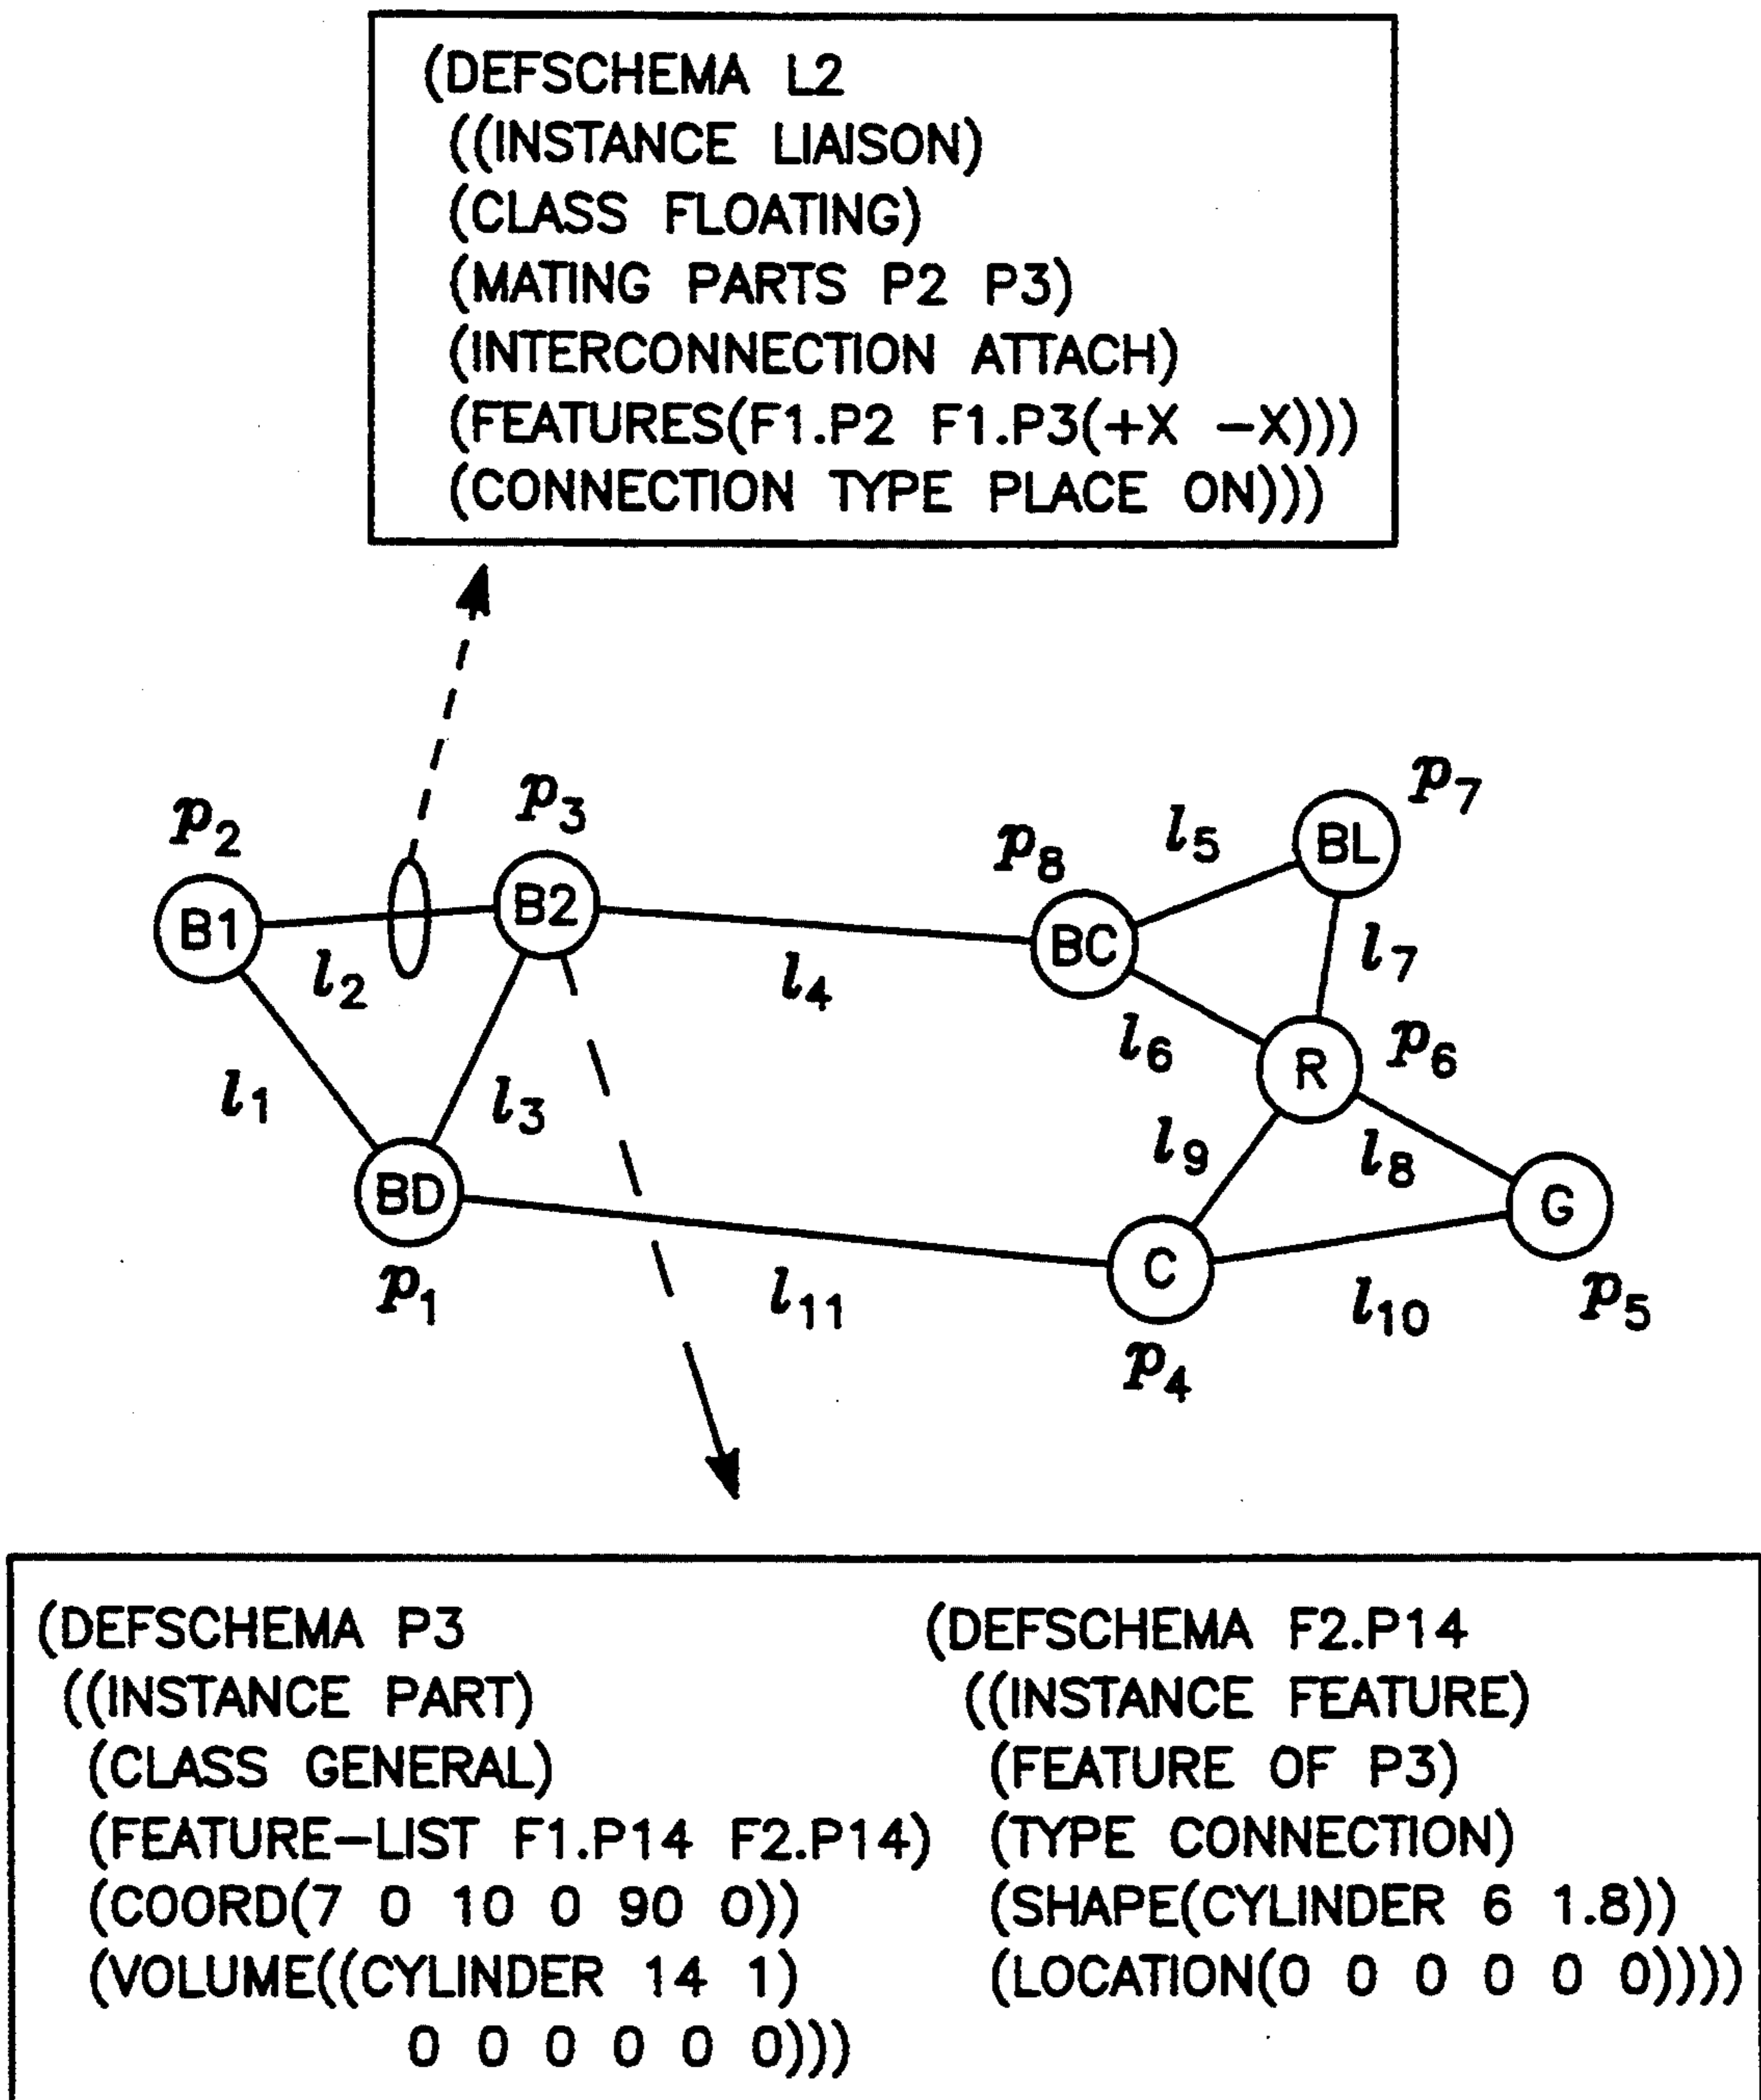 (DEFSCHEMA L2
((INSTANCE LIAISON)
(CLASS FLOATING)
(MATING PARTS P2 P3)
(INTERCONNECTION ATTACH)
(FEATURES(F1.P2 F1.P3(+X −X)))
(CONNECTION TYPE PLACE ON)))
p7
p3
p2
l5
BL
p8
B2
B1
BC
l7
l2
l4
l6
p6
R
l1
l3
l9
l8
BD
G
C
p1
l11
l10
p5
p4
(DEFSCHEMA P3
((INSTANCE PART)
(CLASS GENERAL)
(FEATURE−LIST F1.P14 F2.P14)
(COORD(7 0 10 0 90 0))
(VOLUME((CYLINDER 14 1)
0 0 0 0 0 0)))
(DEFSCHEMA F2.P14
((INSTANCE FEATURE)
(FEATURE OF P3)
(TYPE CONNECTION)
(SHAPE(CYLINDER 6 1.8))
(LOCATION(0 0 0 0 0 0))))